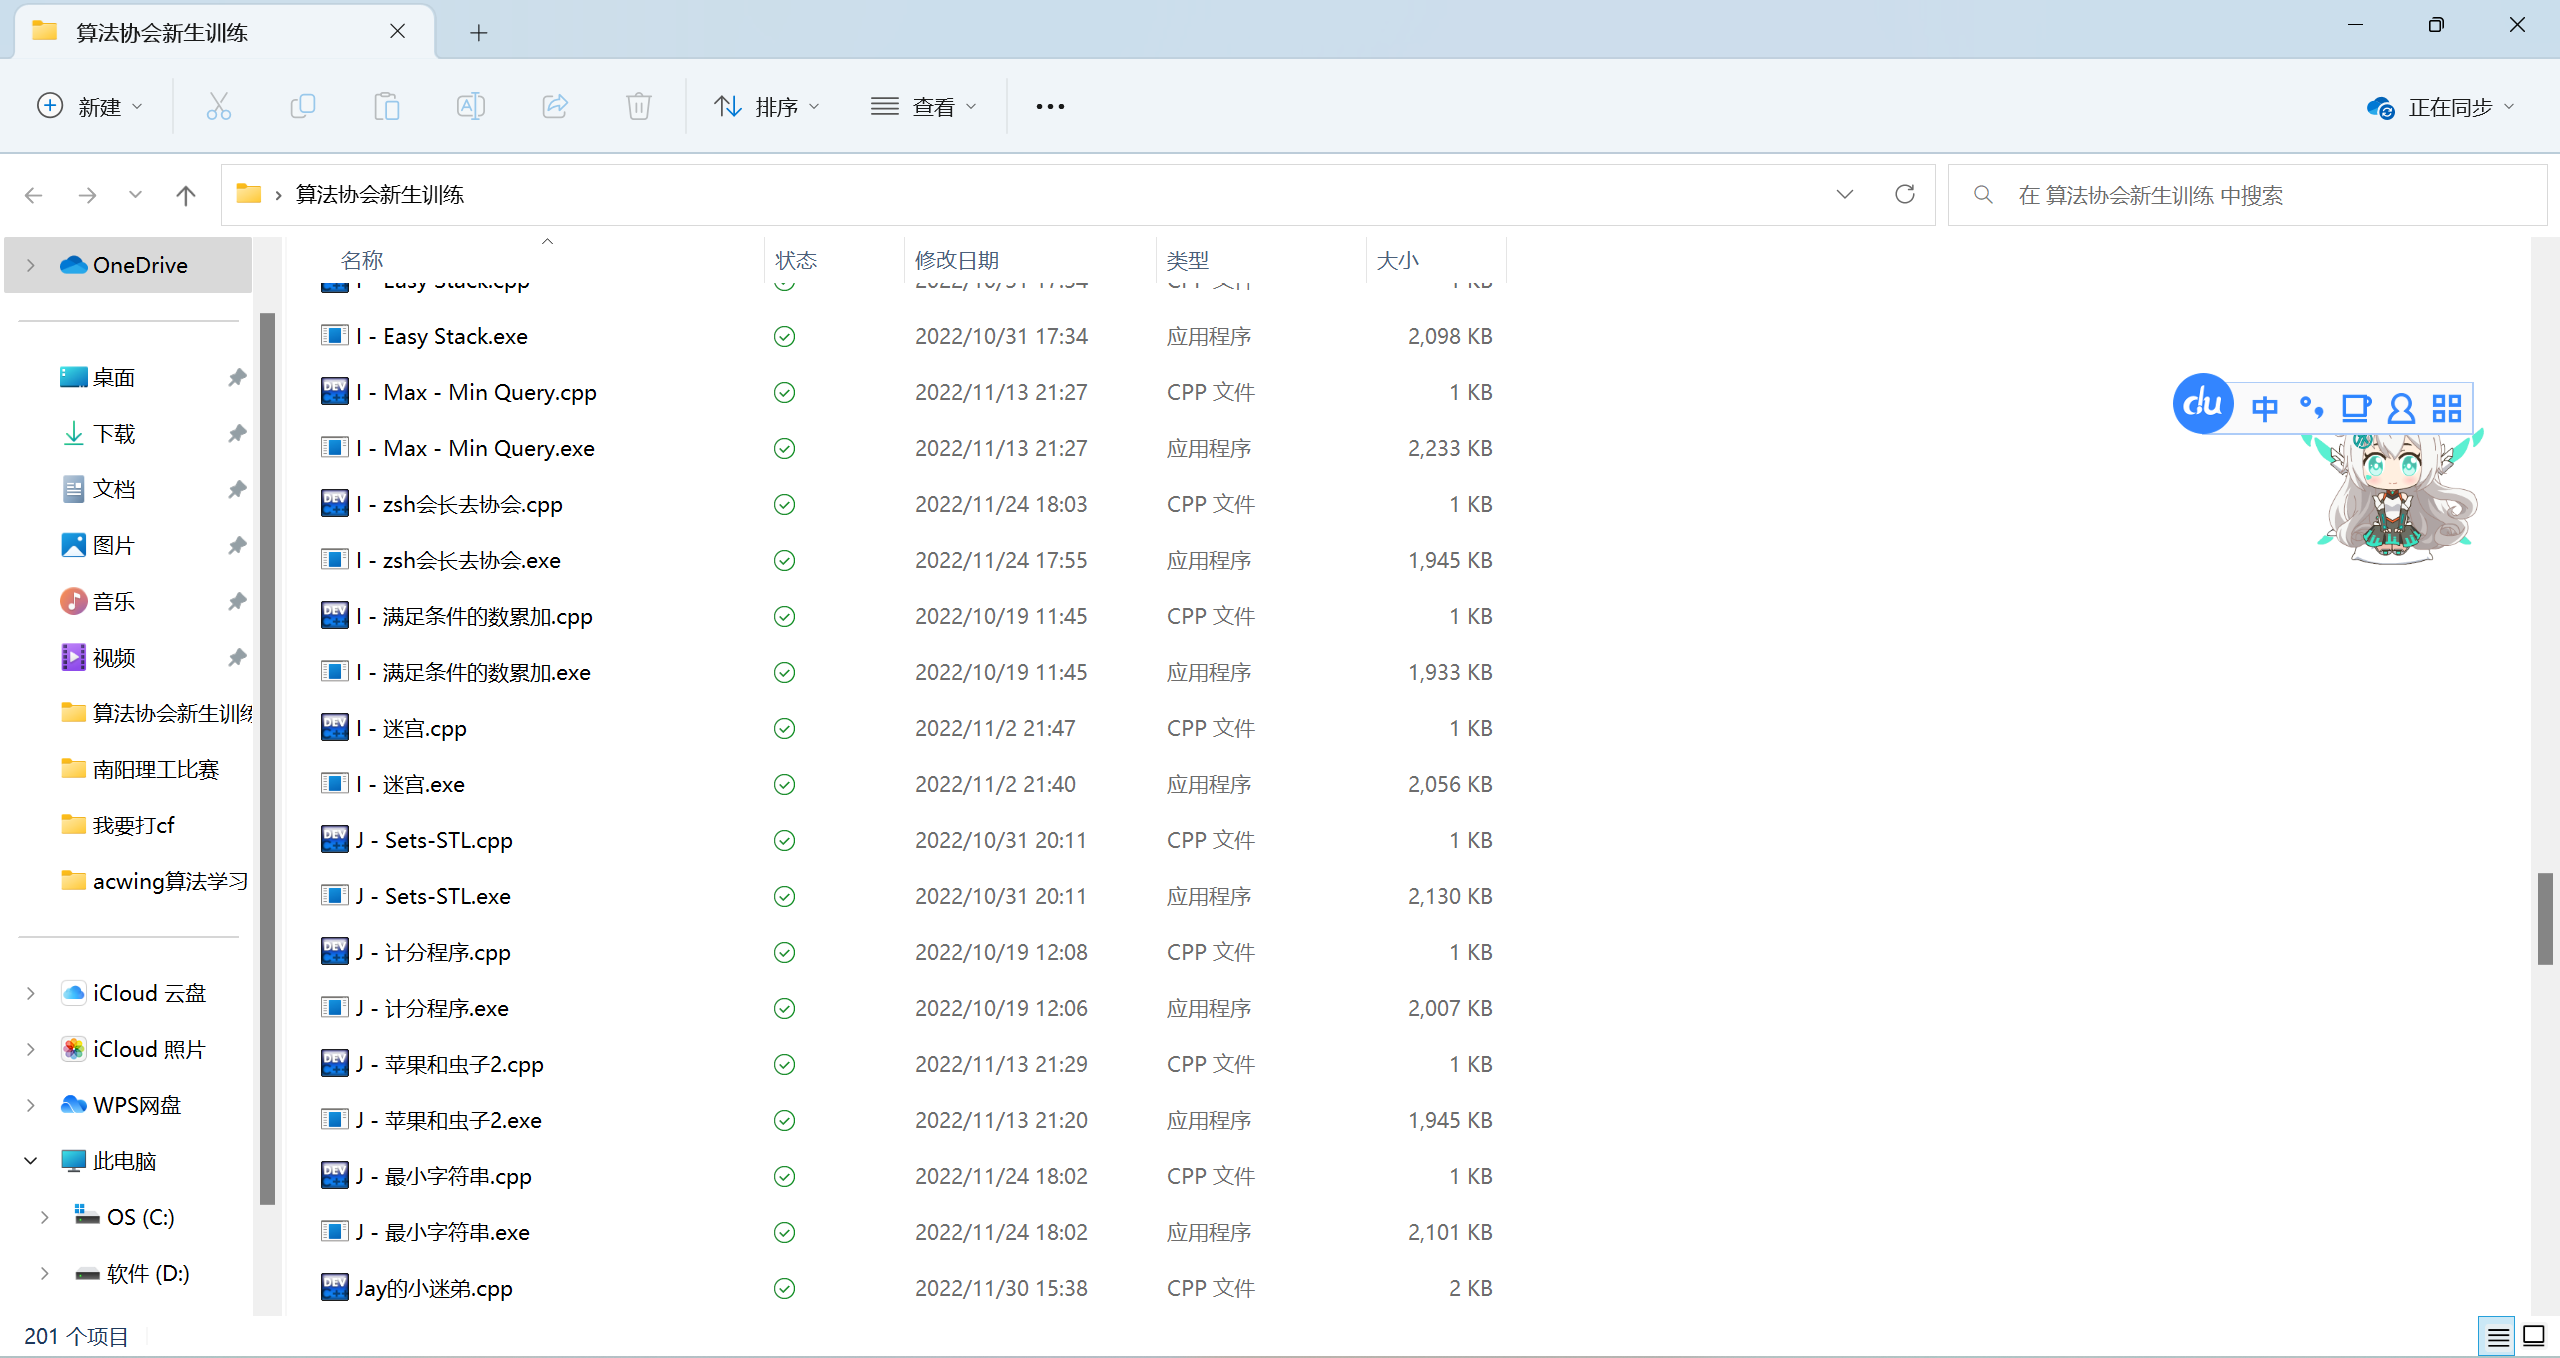 算法协会新生训练
新建
排序
查看
正在同步
算法协会新生训练
在 算法协会新生训练 中搜索
OneDrive
桌面
下载
文档
图片
音乐
视频
算法协会新生训练
南阳理工比赛
我要打cf
acwing算法学习
iCloud 云盘
iCloud 照片
WPS网盘
此电脑
OS (C:)
软件 (D:)
名称 状态 修改日期 类型 大小
I - Easy Stack.cpp 2022/10/31 17:34 CPP 文件 1 KB
I - Easy Stack.exe 2022/10/31 17:34 应用程序 2,098 KB
I - Max - Min Query.cpp 2022/11/13 21:27 CPP 文件 1 KB
I - Max - Min Query.exe 2022/11/13 21:27 应用程序 2,233 KB
I - zsh会长去协会.cpp 2022/11/24 18:03 CPP 文件 1 KB
I - zsh会长去协会.exe 2022/11/24 17:55 应用程序 1,945 KB
I - 满足条件的数累加.cpp 2022/10/19 11:45 CPP 文件 1 KB
I - 满足条件的数累加.exe 2022/10/19 11:45 应用程序 1,933 KB
I - 迷宫.cpp 2022/11/2 21:47 CPP 文件 1 KB
I - 迷宫.exe 2022/11/2 21:40 应用程序 2,056 KB
J - Sets-STL.cpp 2022/10/31 20:11 CPP 文件 1 KB
J - Sets-STL.exe 2022/10/31 20:11 应用程序 2,130 KB
J - 计分程序.cpp 2022/10/19 12:08 CPP 文件 1 KB
J - 计分程序.exe 2022/10/19 12:06 应用程序 2,007 KB
J - 苹果和虫子2.cpp 2022/11/13 21:29 CPP 文件 1 KB
J - 苹果和虫子2.exe 2022/11/13 21:20 应用程序 1,945 KB
J - 最小字符串.cpp 2022/11/24 18:02 CPP 文件 1 KB
J - 最小字符串.exe 2022/11/24 18:02 应用程序 2,101 KB
Jay的小迷弟.cpp 2022/11/30 15:38 CPP 文件 2 KB
du 中 °,
201 个项目